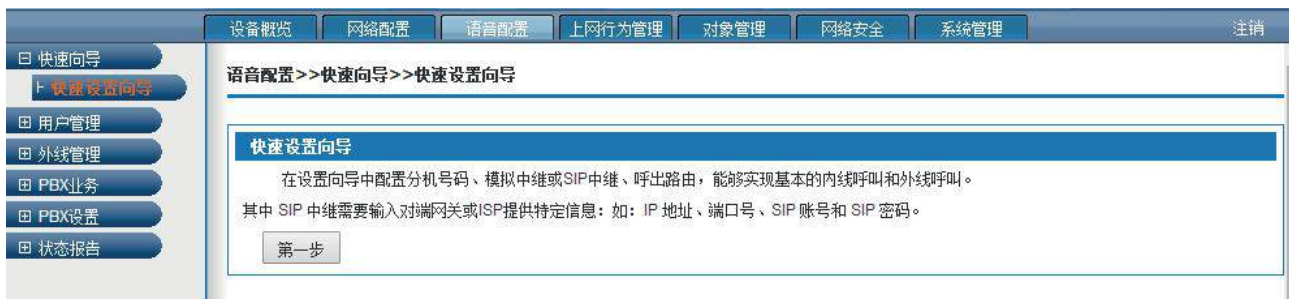 设备概览 网络配置 语音配置 上网行为管理 对象管理 网络安全 系统管理 注销
快速向导
快速设置向导
用户管理
外线管理
PBX业务
PBX设置
状态报告
语音配置>>快速向导>>快速设置向导
快速设置向导
在设置向导中配置分机号码、模拟中继或SIP中继、呼出路由，能够实现基本的内线呼叫和外线呼叫。
其中 SIP 中继需要输入对端网关或ISP提供特定信息：如：IP 地址、端口号、SIP 账号和 SIP 密码。
第一步